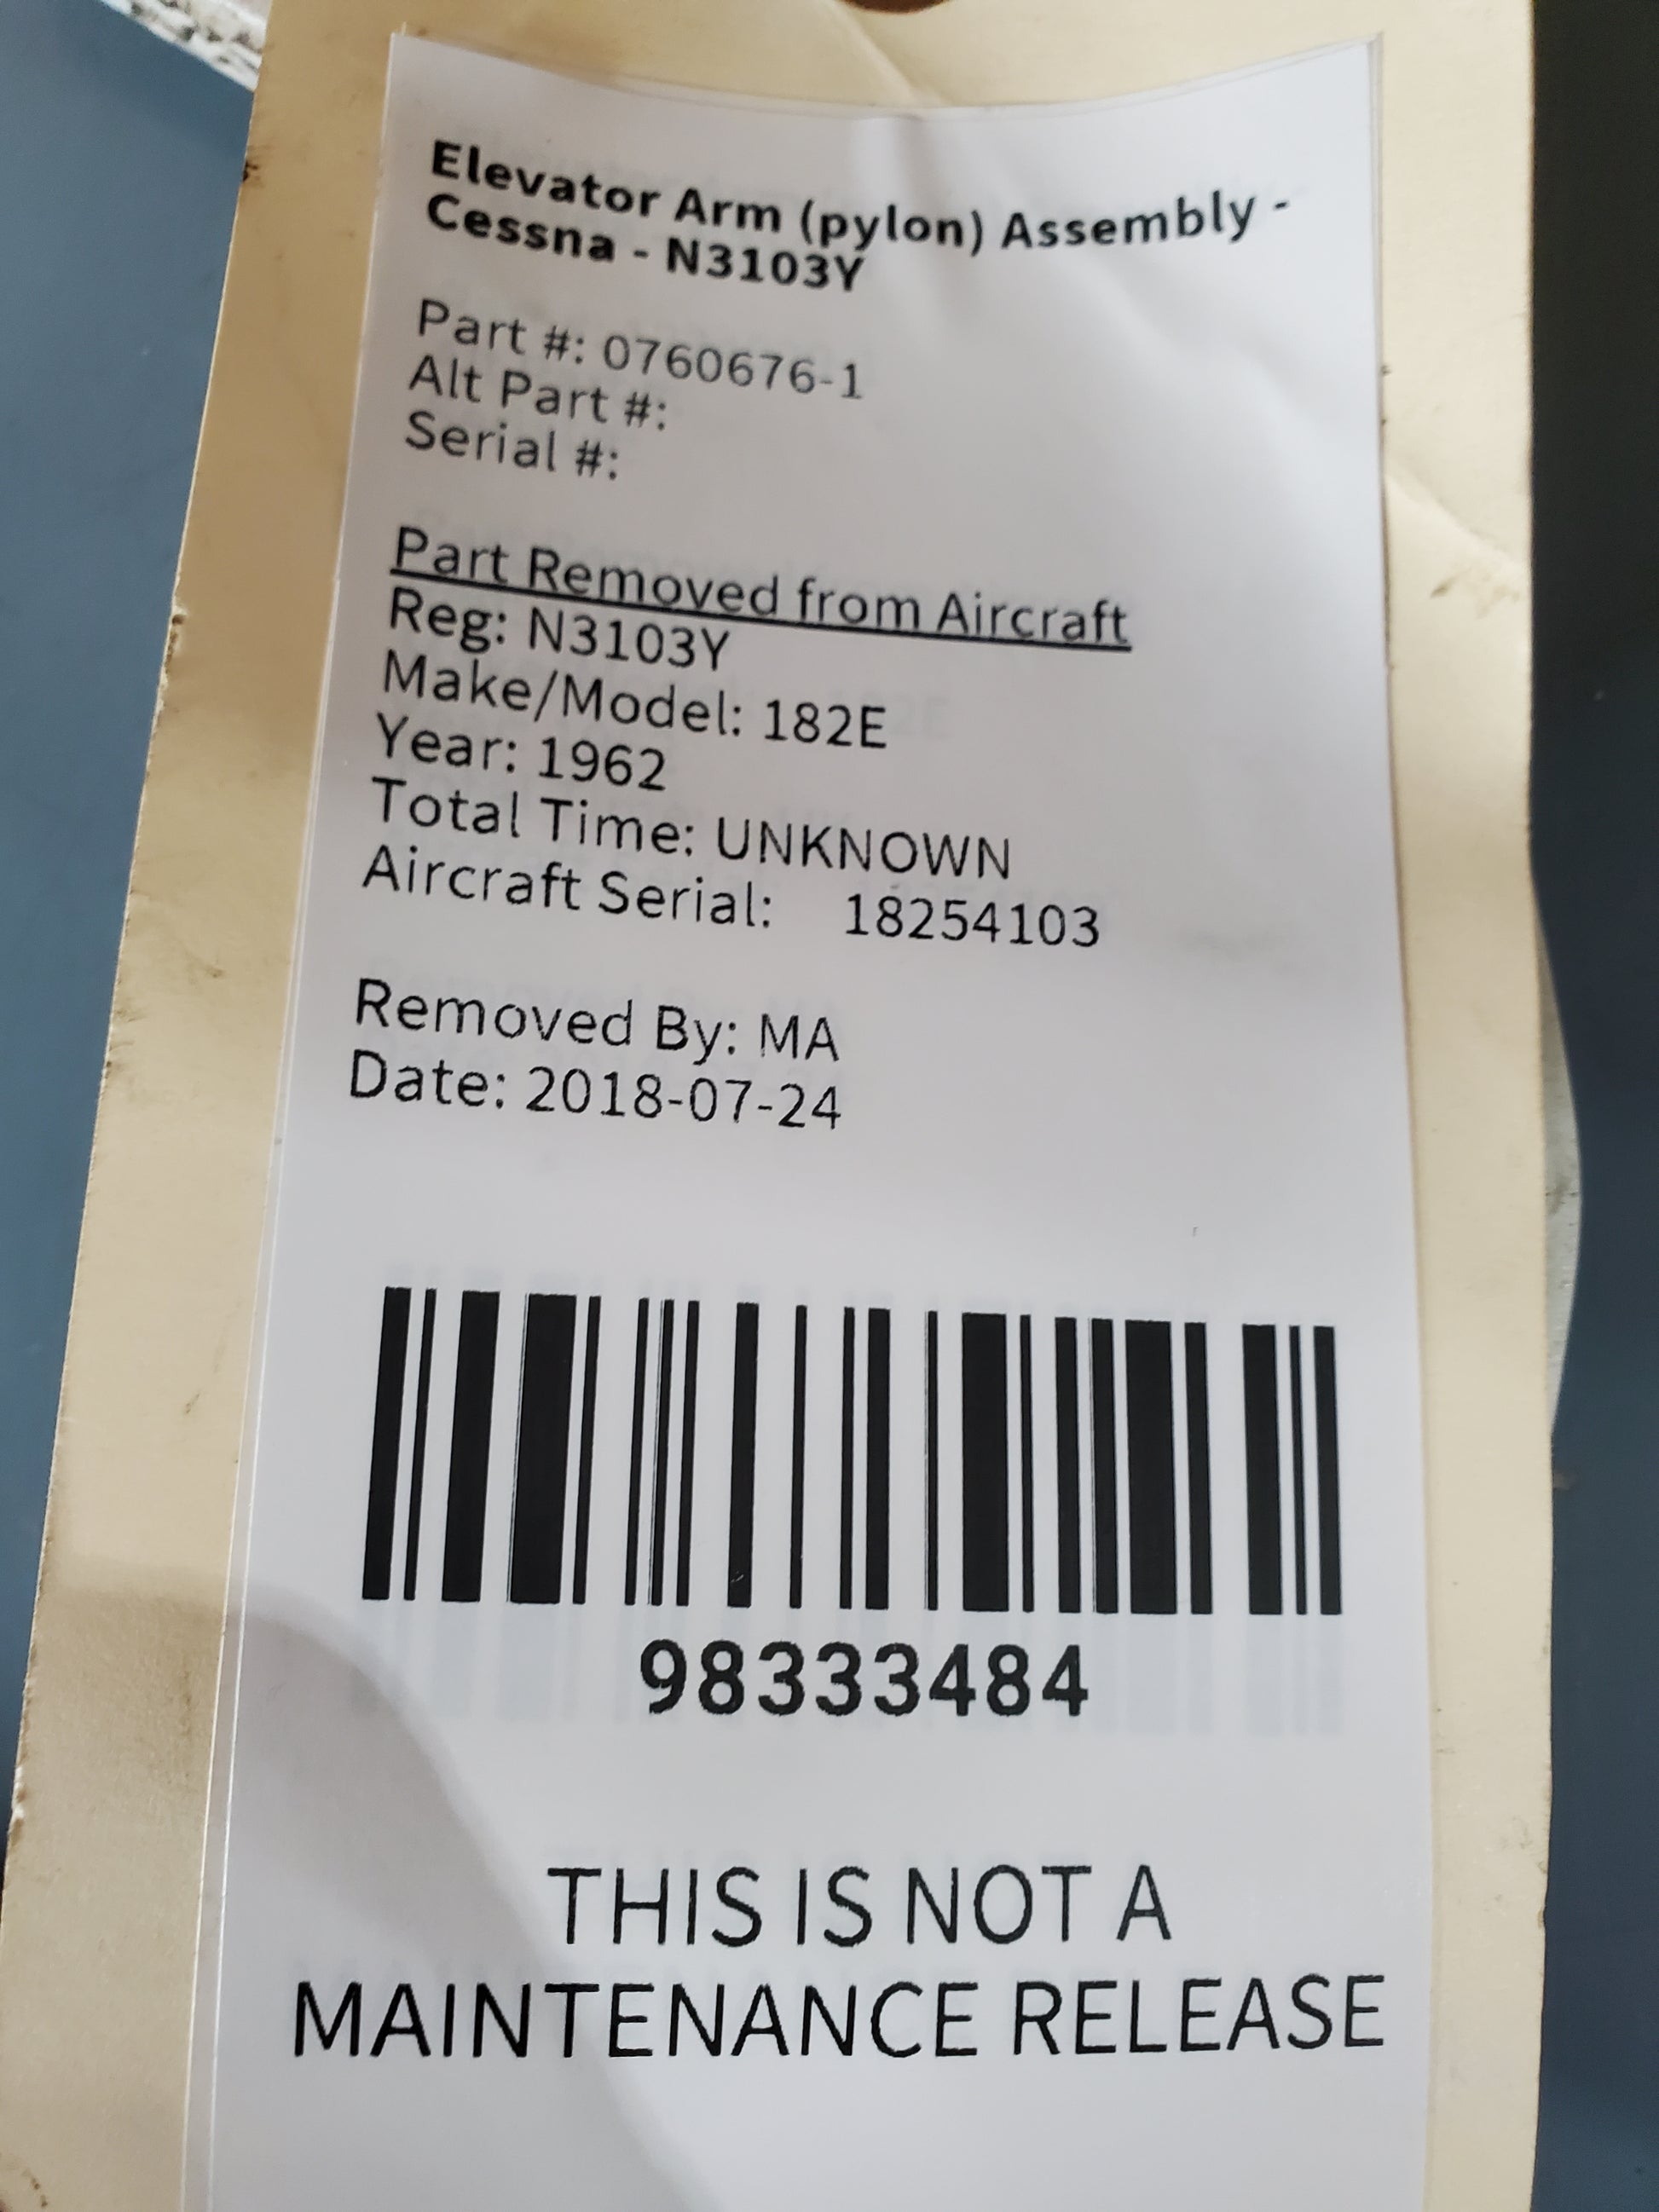 Elevator Arm (pylon) Assembly -
Cessna - N3103Y
Part #: 0760676-1
Alt Part #:
Serial #:
Part Removed from Aircraft
Reg: N3103Y
Make/Model: 182E
Year: 1962
Total Time: UNKNOWN
Aircraft Serial: 18254103
Removed By: MA
Date: 2018-07-24
98333484
THIS IS NOT A
MAINTENANCE RELEASE